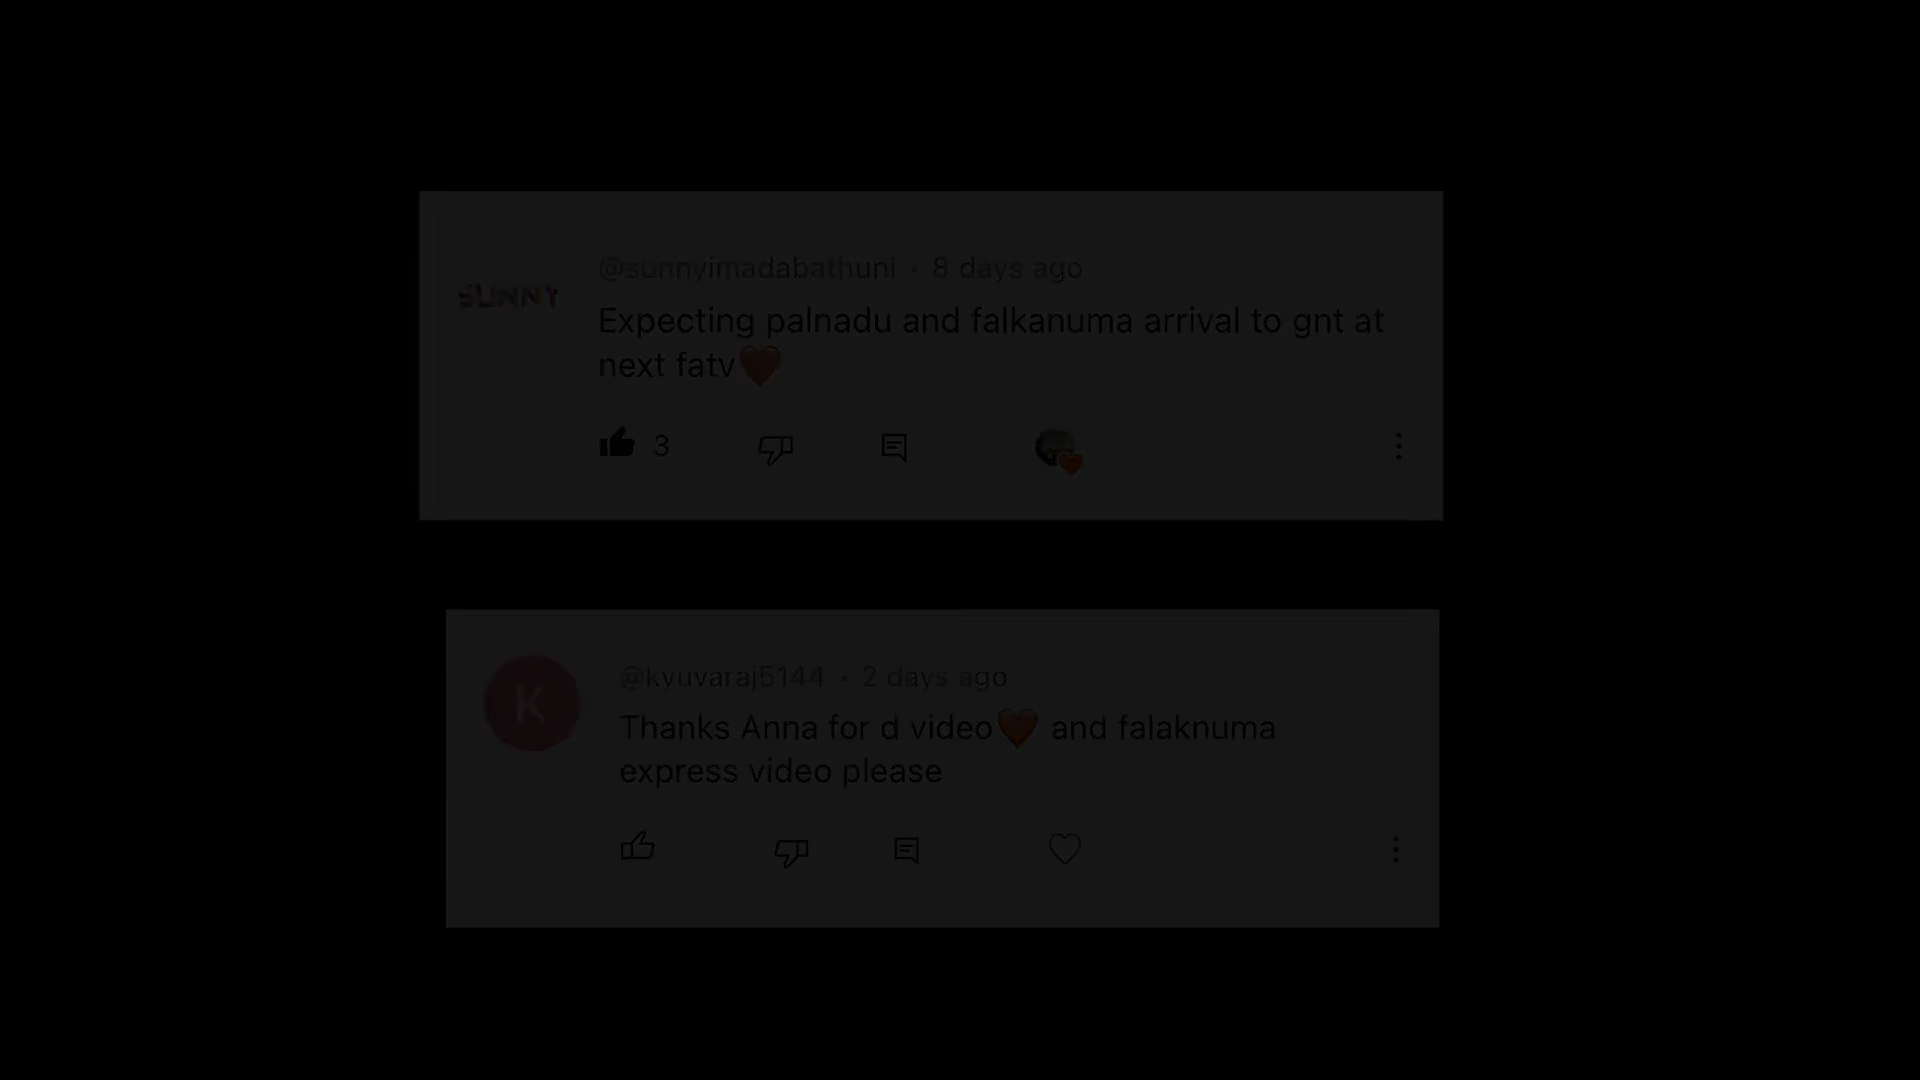 SUNNY
@sunnyimadabathuni · 8 days ago
Expecting palnadu and falkanuma arrival to gnt at
next fatv❤️
3
K
@kyuvaraj5144 · 2 days ago
Thanks Anna for d video❤️ and falaknuma
express video please